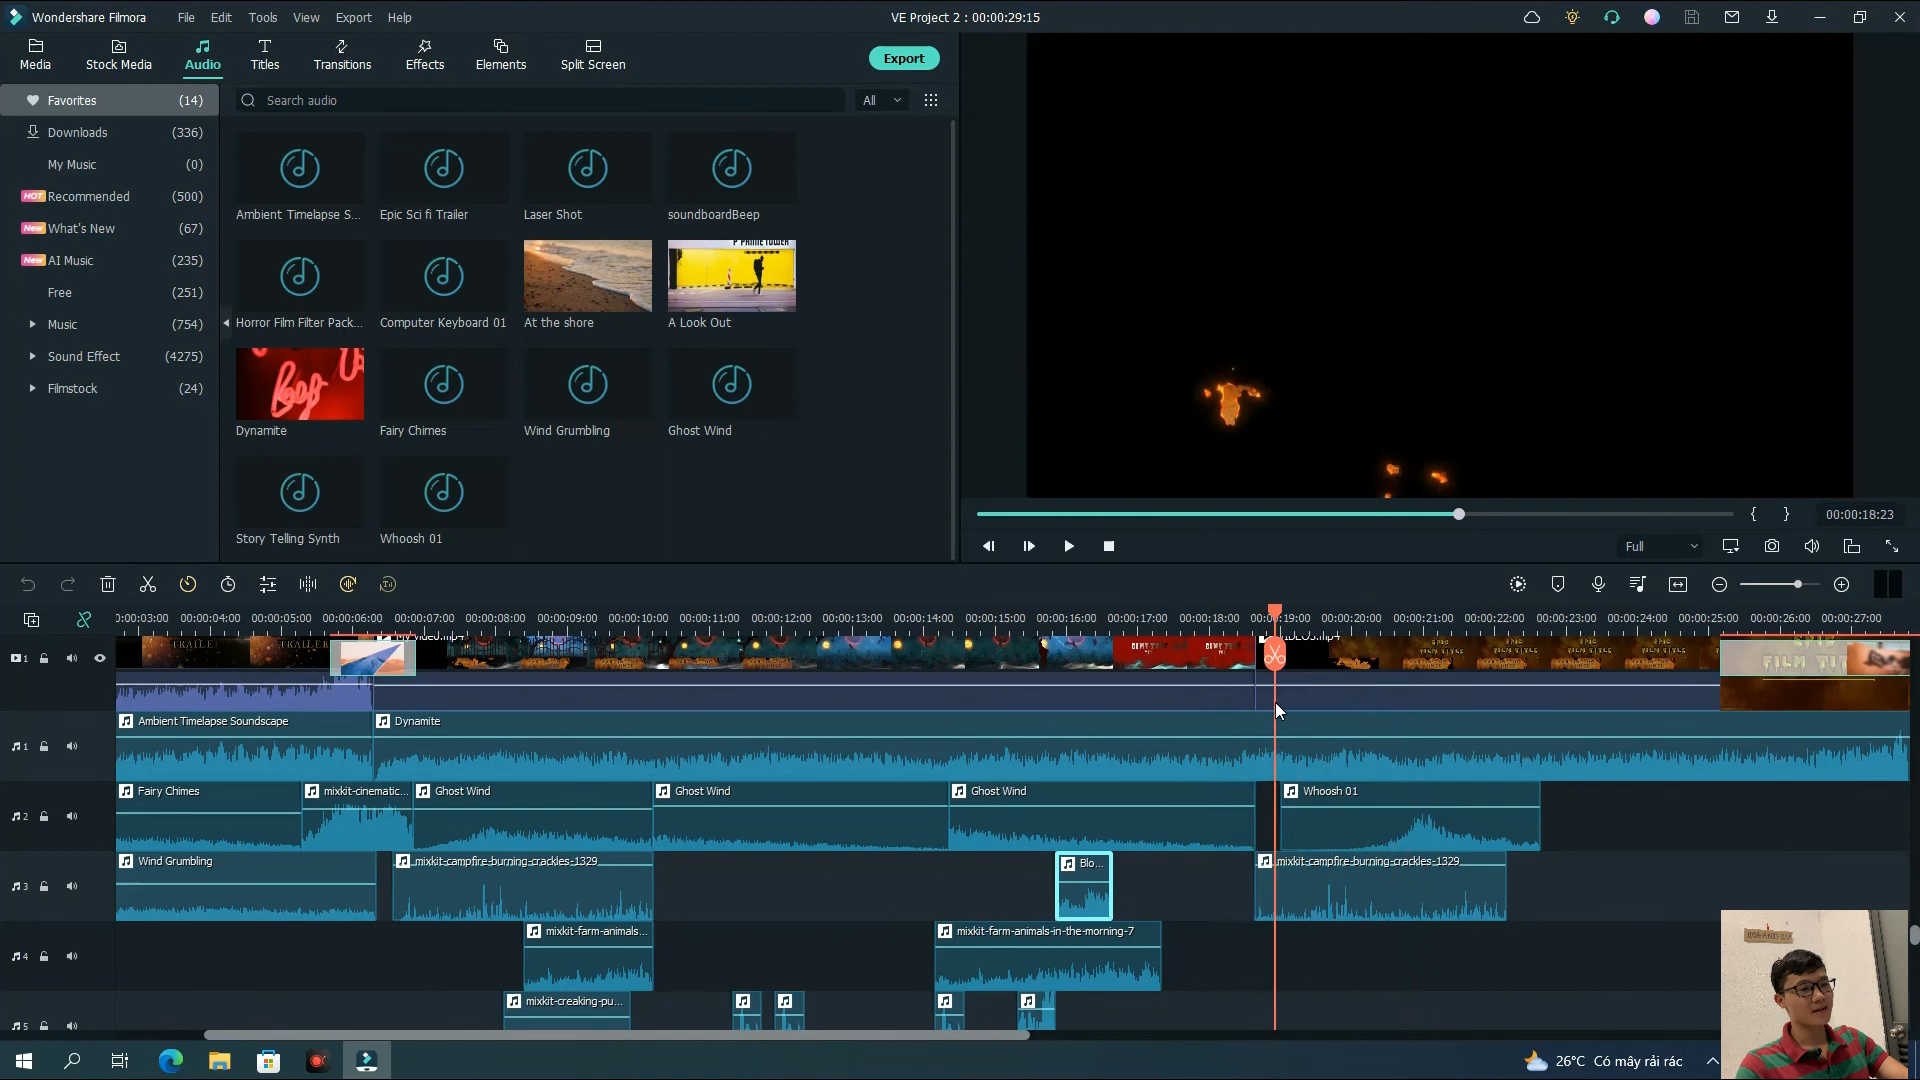 Wondershare Filmora
File Edit Tools View Export Help
VE Project 2 : 00:00:29:15
Media
Stock Media
Audio
Titles
Transitions
Effects
Elements
Split Screen
Export
Favorites (14)
Downloads (336)
My Music (0)
HOT Recommended (500)
New What's New (67)
New AI Music (235)
Free (251)
Music (754)
Sound Effect (4275)
Filmstock (24)
Search audio
All
Ambient Timelapse S...
Epic Sci fi Trailer
Laser Shot
soundboardBeep
Horror Film Filter Pack...
Computer Keyboard 01
At the shore
A Look Out
Dynamite
Fairy Chimes
Wind Grumbling
Ghost Wind
Story Telling Synth
Whoosh 01
{ }
00:00:18:23
Full
00:00:03:00 00:00:04:00 00:00:05:00 00:00:06:00 00:00:07:00 00:00:08:00 00:00:09:00 00:00:10:00 00:00:11:00 00:00:12:00 00:00:13:00 00:00:14:00 00:00:15:00 00:00:16:00 00:00:17:00 00:00:18:00 00:00:19:00 00:00:20:00 00:00:21:00 00:00:22:00 00:00:23:00 00:00:24:00 00:00:25:00 00:00:26:00 00:00:27:00
1
TRAILER
EPIC
FILM TITLE
1
Ambient Timelapse Soundscape
Dynamite
2
Fairy Chimes
mixkit-cinematic...
Ghost Wind
Ghost Wind
Ghost Wind
Whoosh 01
3
Wind Grumbling
mixkit-campfire-burning-crackles-1329
Blo...
mixkit-campfire-burning-crackles-1329
4
mixkit-farm-animals...
mixkit-farm-animals-in-the-morning-7
5
mixkit-creaking-pu...
26°C Có mây rải rác